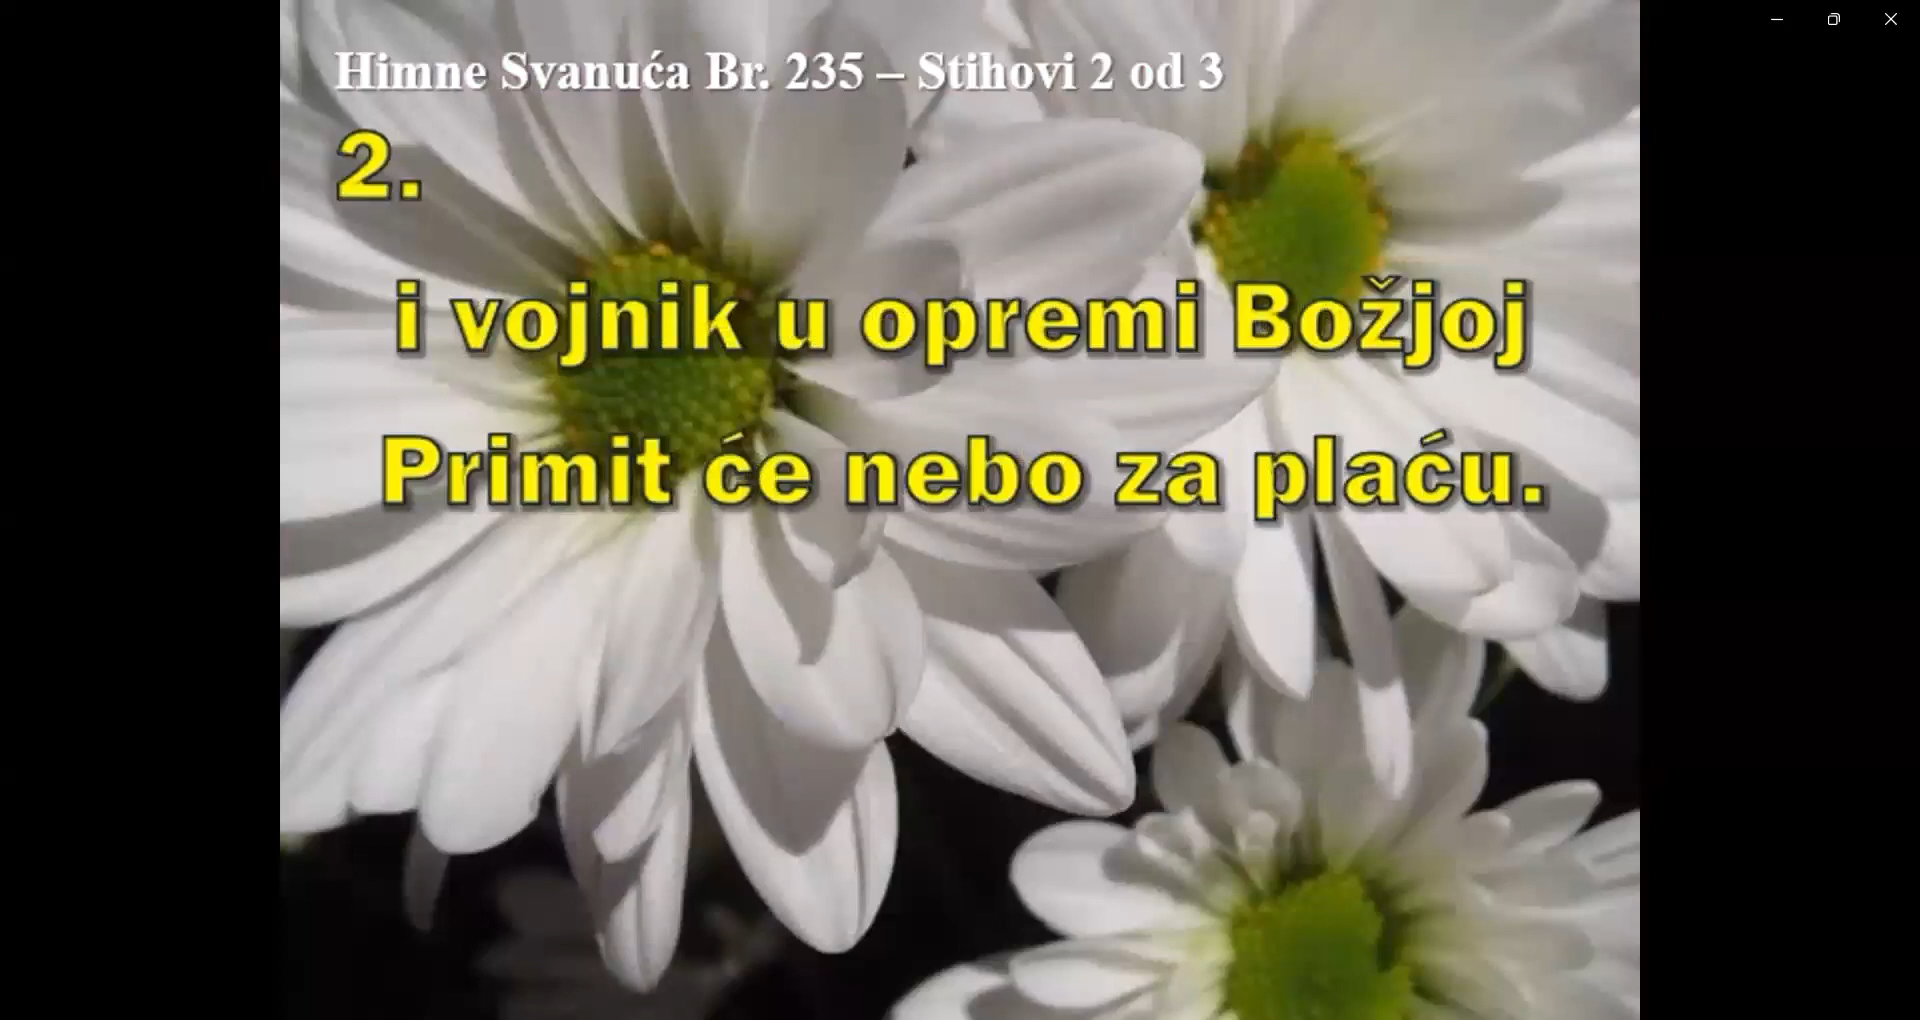 Himne Svanuća Br. 235 – Stihovi 2 od 3
2.
i vojnik u opremi Božjoj
Primit će nebo za plaću.